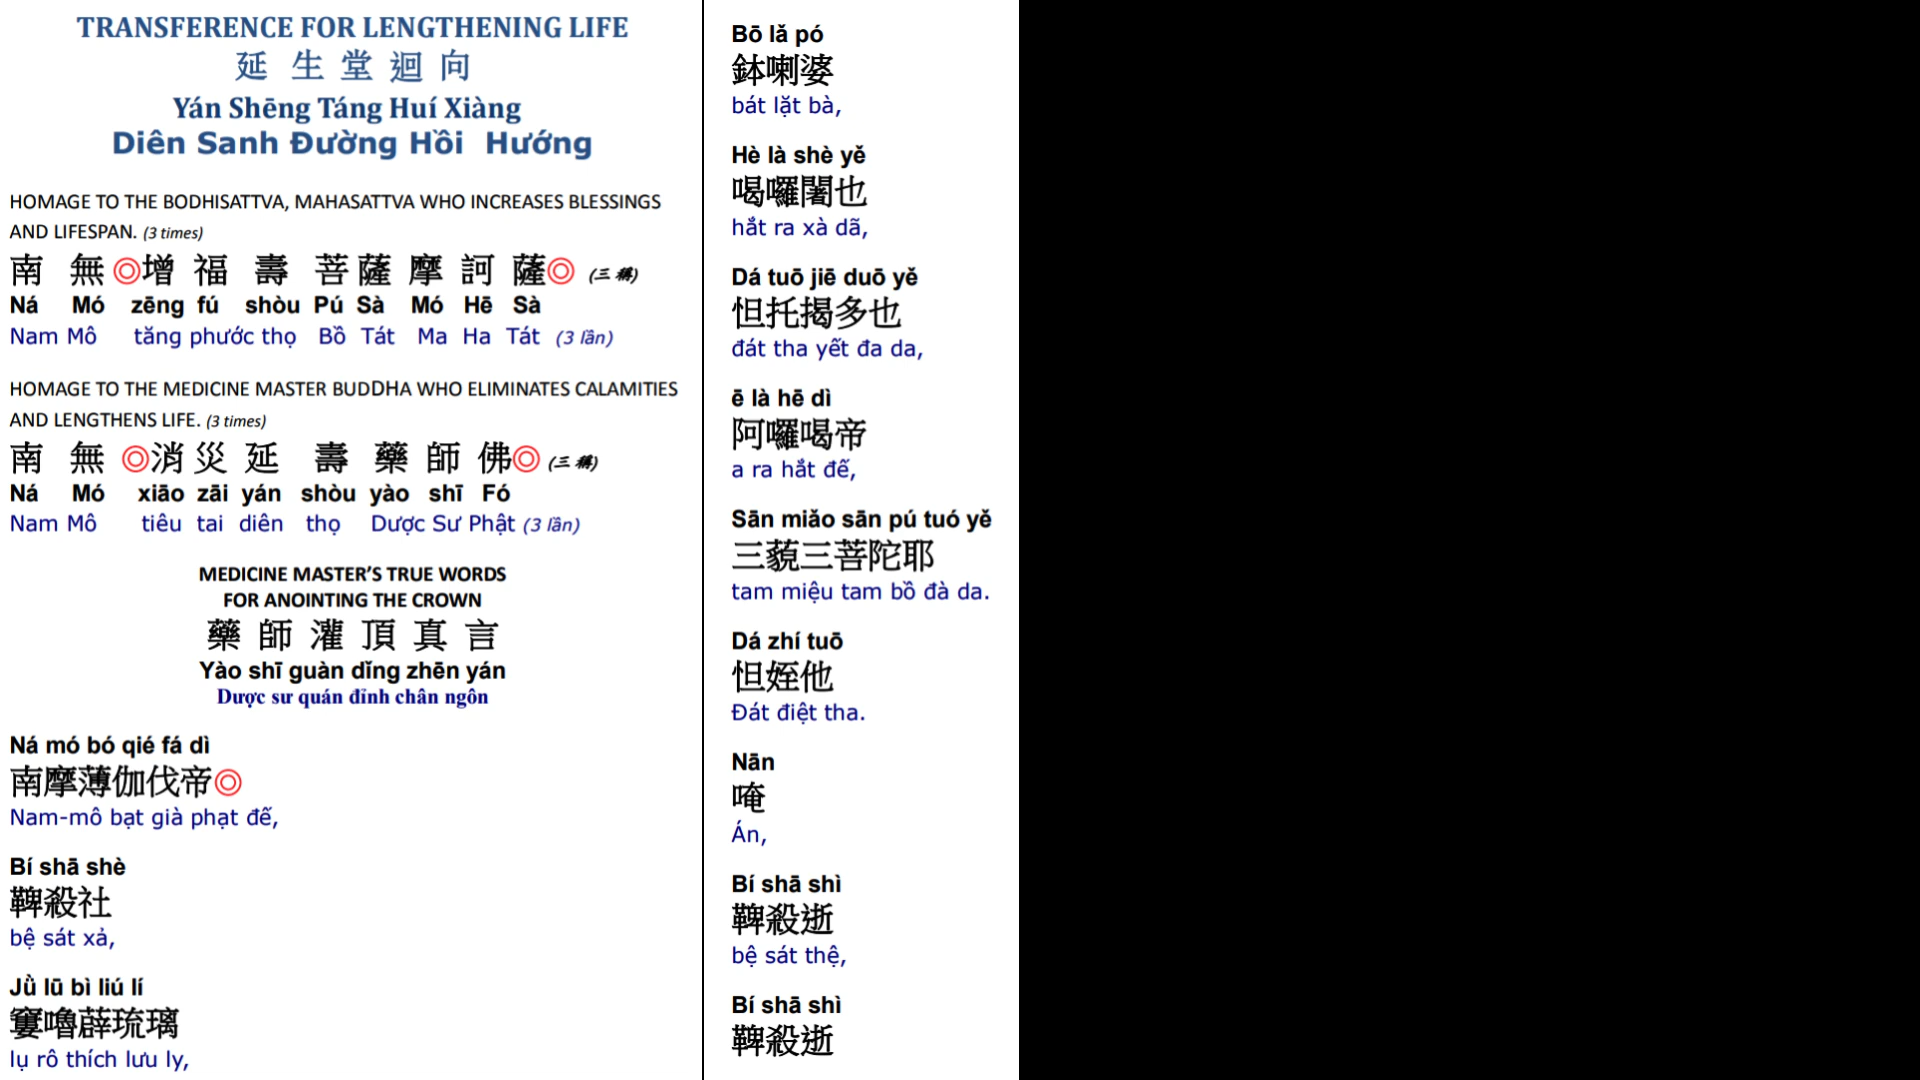 TRANSFERENCE FOR LENGTHENING LIFE
延 生 堂 迴 向
Yán Shēng Táng Huí Xiàng
Diên Sanh Đường Hồi Hướng
HOMAGE TO THE BODHISATTVA, MAHASATTVA WHO INCREASES BLESSINGS
AND LIFESPAN. (3 times)
南 無 ◎增 福 壽 菩 薩 摩 訶 薩◎ (三 稱)
Ná Mó zēng fú shòu Pú Sà Mó Hē Sà
Nam Mô tăng phước thọ Bồ Tát Ma Ha Tát (3 lần)
HOMAGE TO THE MEDICINE MASTER BUDDHA WHO ELIMINATES CALAMITIES
AND LENGTHENS LIFE. (3 times)
南 無 ◎消 災 延 壽 藥 師 佛◎ (三 稱)
Ná Mó xiāo zāi yán shòu yào shī Fó
Nam Mô tiêu tai diên thọ Dược Sư Phật (3 lần)
MEDICINE MASTER’S TRUE WORDS
FOR ANOINTING THE CROWN
藥 師 灌 頂 真 言
Yào shī guàn dǐng zhēn yán
Dược sư quán đỉnh chân ngôn
Ná mó bó qié fá dì
南摩薄伽伐帝◎
Nam-mô bạt già phạt đế,
Bí shā shè
鞞殺社
bệ sát xả,
Jǜ lū bì liú lí
窶嚕薜琉璃
lụ rô thích lưu ly,
Bō lǎ pó
鉢喇婆
bát lặt bà,
Hè là shè yě
喝囉闍也
hắt ra xà dã,
Dá tuō jiē duō yě
怛托揭多也
đát tha yết đa da,
ē là hē dì
阿囉喝帝
a ra hắt đế,
Sān miǎo sān pú tuó yě
三藐三菩陀耶
tam miệu tam bồ đà da.
Dá zhí tuō
怛姪他
Đát điệt tha.
Nān
唵
Án,
Bí shā shì
鞞殺逝
bệ sát thệ,
Bí shā shì
鞞殺逝